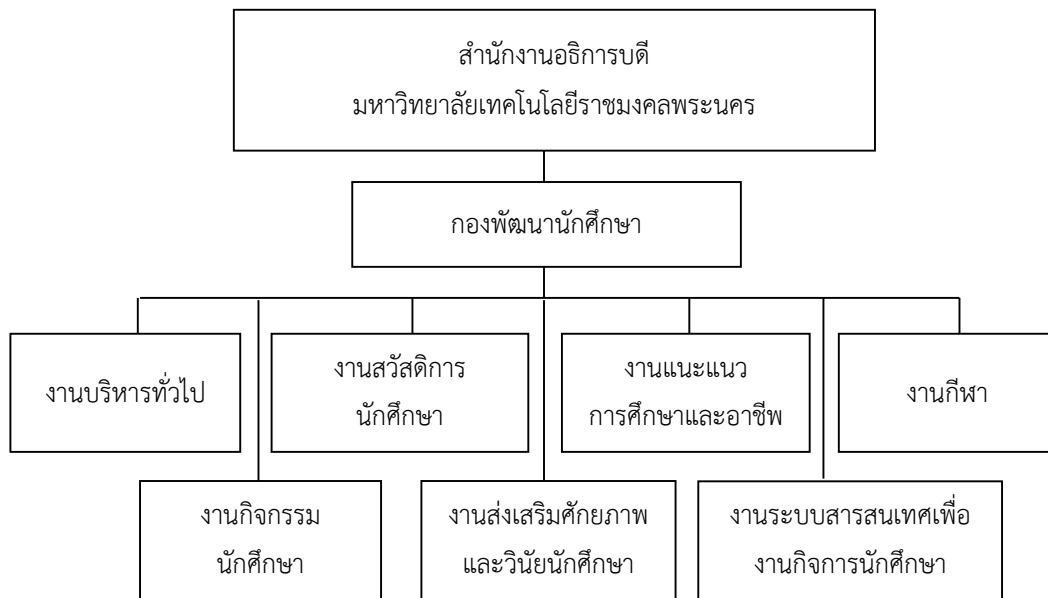 สำนักงานอธิการบดี
มหาวิทยาลัยเทคโนโลยีราชมงคลพระนคร
กองพัฒนานักศึกษา
งานบริหารทั่วไป
งานสวัสดิการ
นักศึกษา
งานแนะแนว
การศึกษาและอาชีพ
งานกีฬา
งานกิจกรรม
นักศึกษา
งานส่งเสริมศักยภาพ
และวินัยนักศึกษา
งานระบบสารสนเทศเพื่อ
งานกิจการนักศึกษา